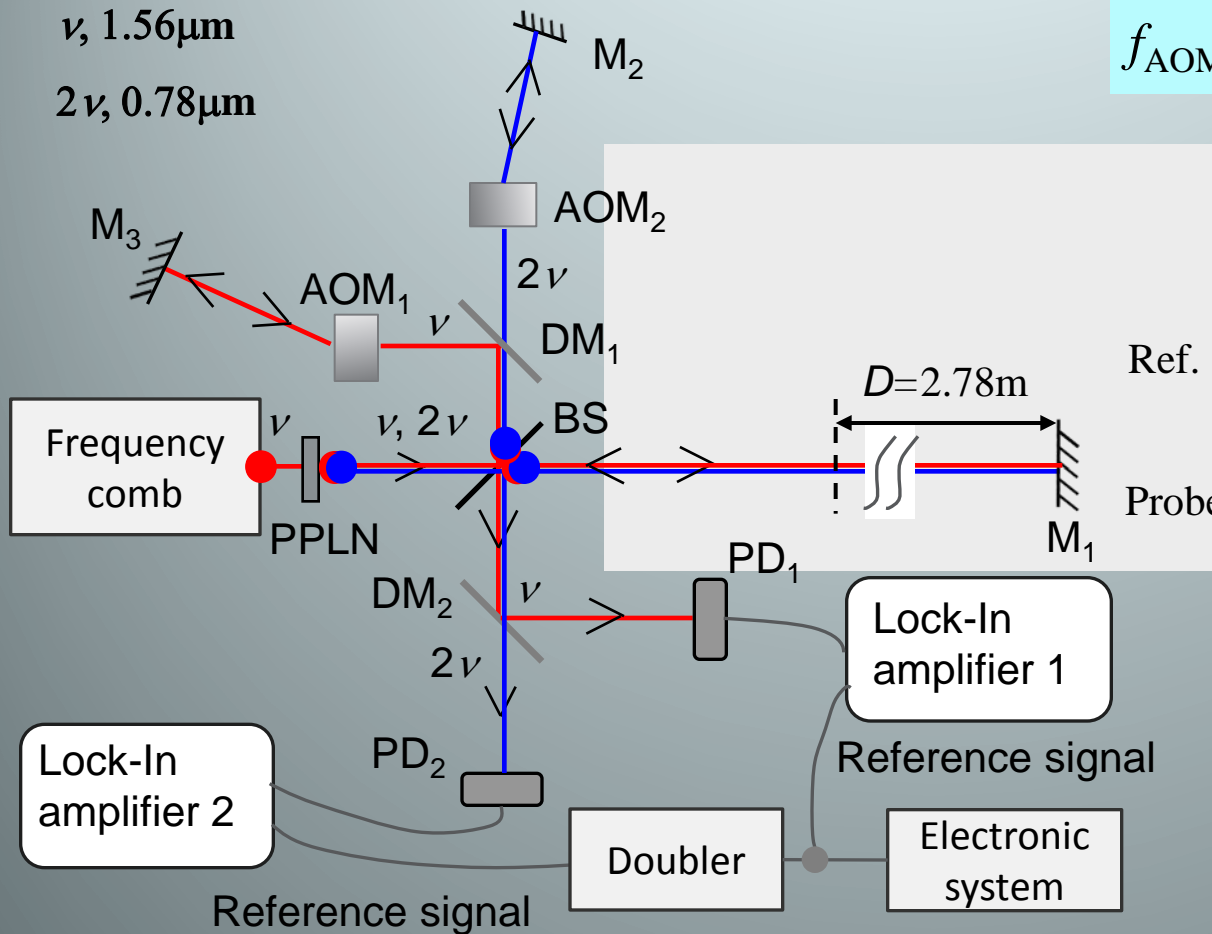 ν, 1.56μm
2ν, 0.78μm
M2
fAOM
AOM2
M3
2ν
AOM1
ν
DM1
Ref.
D=2.78m
BS
ν
ν, 2ν
Frequency
comb
Probe
PPLN
M1
PD1
DM2
ν
Lock-In
amplifier 1
2ν
PD2
Reference signal
Lock-In
amplifier 2
Doubler
Electronic
system
Reference signal